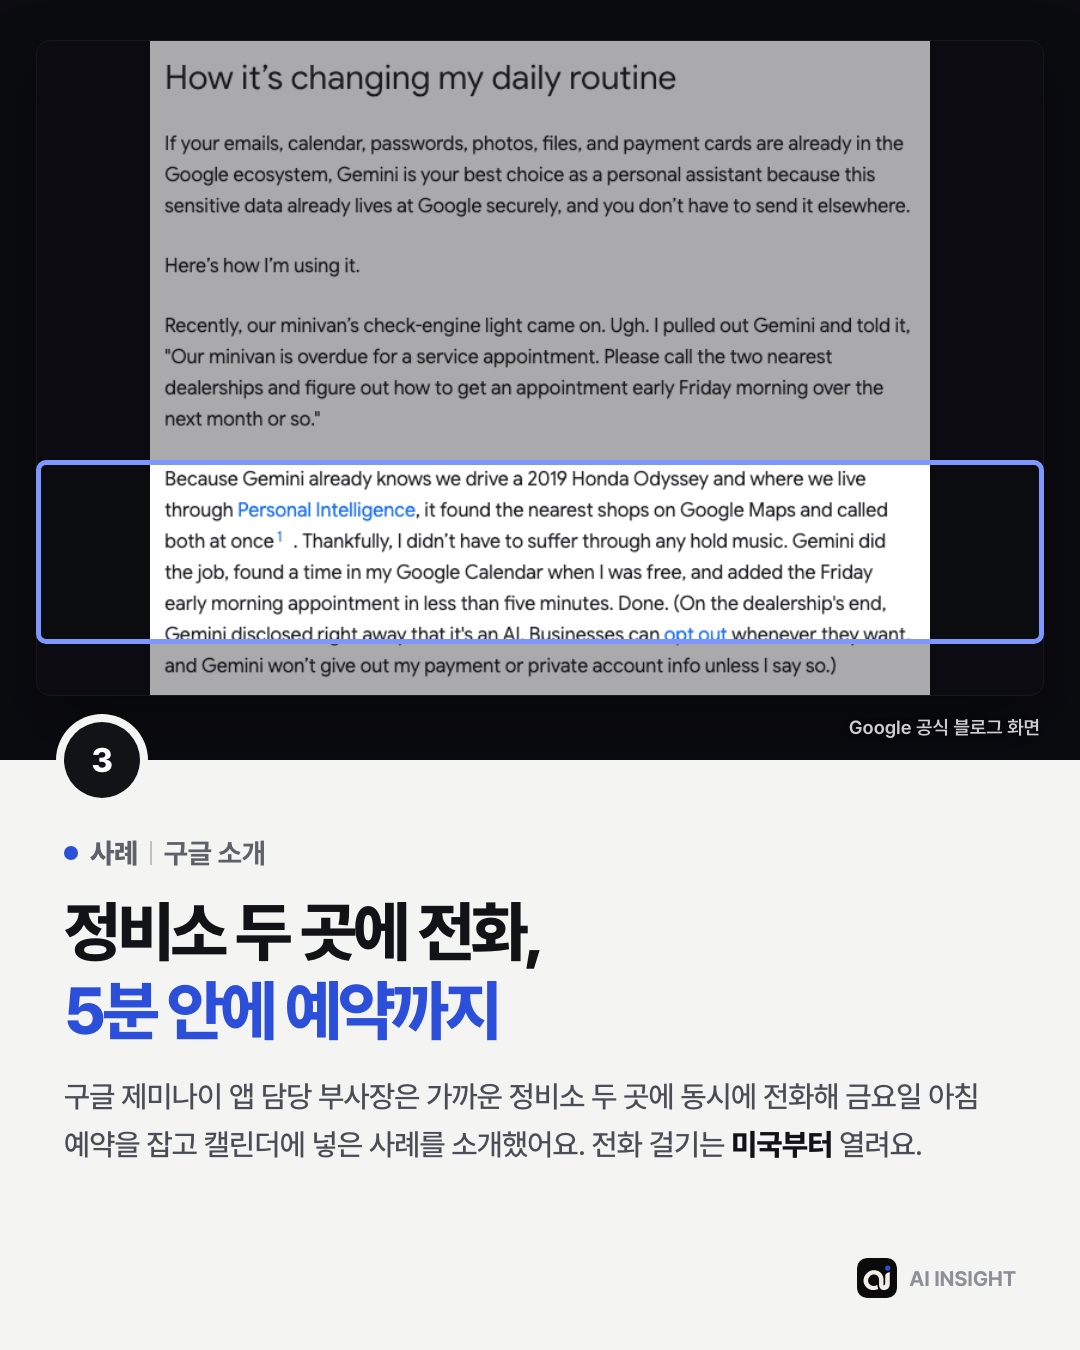 How it's changing my daily routine
If your emails, calendar, passwords, photos, files, and payment cards are already in the
Google ecosystem, Gemini is your best choice as a personal assistant because this
sensitive data already lives at Google securely, and you don't have to send it elsewhere.
Here's how I'm using it.
Recently, our minivan's check-engine light came on. Ugh. I pulled out Gemini and told it,
"Our minivan is overdue for a service appointment. Please call the two nearest
dealerships and figure out how to get an appointment early Friday morning over the
next month or so."
Because Gemini already knows we drive a 2019 Honda Odyssey and where we live
through Personal Intelligence, it found the nearest shops on Google Maps and called
both at once 1 . Thankfully, I didn't have to suffer through any hold music. Gemini did
the job, found a time in my Google Calendar when I was free, and added the Friday
early morning appointment in less than five minutes. Done. (On the dealership's end,
Gemini disclosed right away that it's an AI. Businesses can opt out whenever they want,
and Gemini won't give out my payment or private account info unless I say so.)
Google 공식 블로그 화면
3
사례 | 구글 소개
정비소 두 곳에 전화,
5분 안에 예약까지
구글 제미나이 앱 담당 부사장은 가까운 정비소 두 곳에 동시에 전화해 금요일 아침
예약을 잡고 캘린더에 넣은 사례를 소개했어요. 전화 걸기는 미국부터 열려요.
ai AI INSIGHT